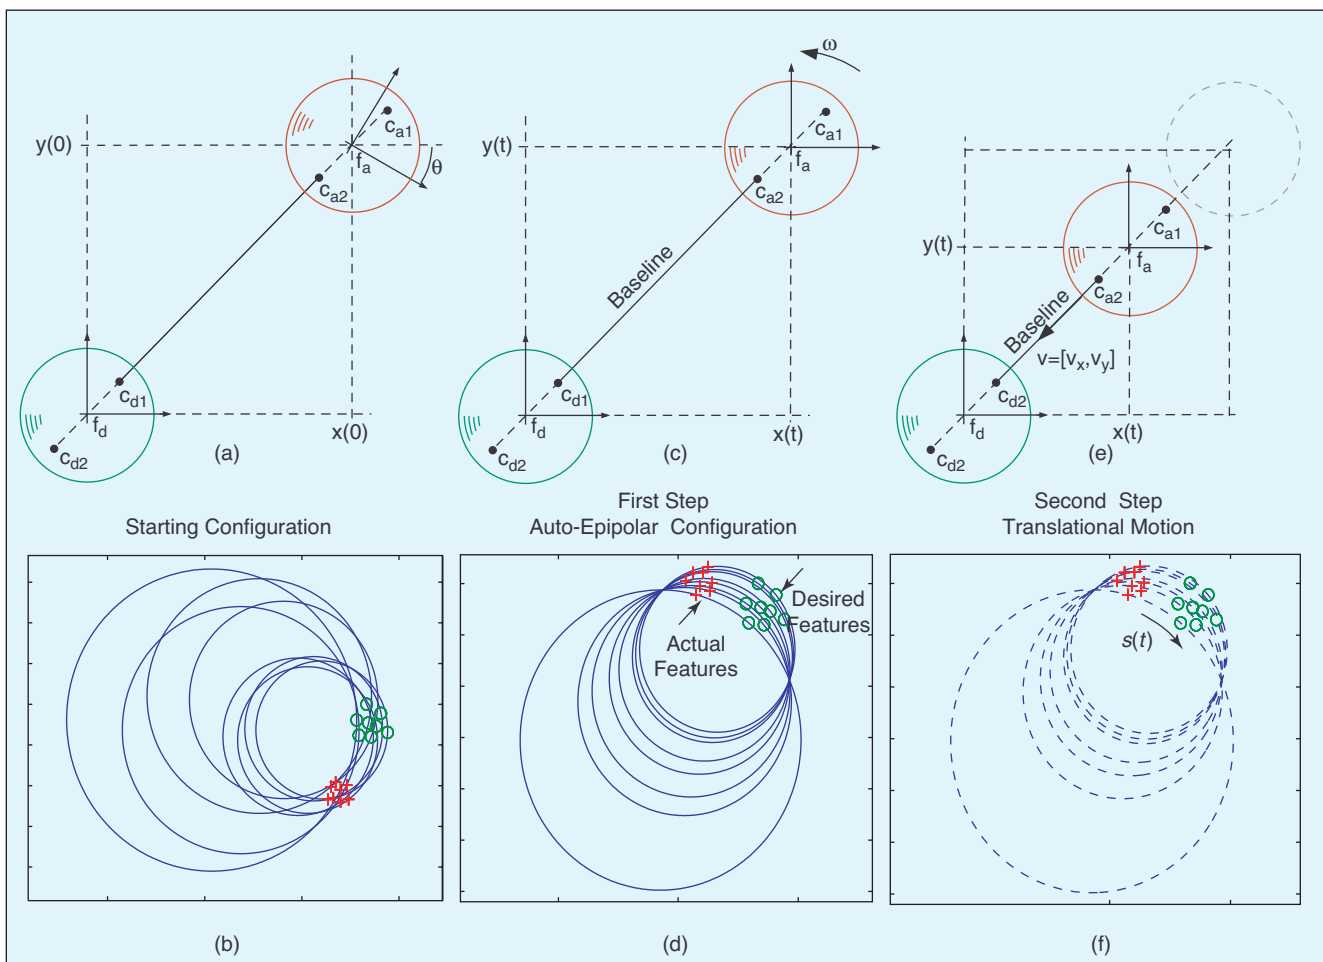 y(0)
c_a1
f_a
θ
c_a2
c_d1
f_d
x(0)
c_d2
(a)
ω
y(t)
c_a1
f_a
c_a2
Baseline
c_d1
f_d
x(t)
c_d2
(c)
y(t)
c_a1
f_a
c_a2
Baseline
v=[v_x,v_y]
c_d2
f_d
x(t)
c_d2
(e)
Starting Configuration
First Step
Auto-Epipolar Configuration
Second Step
Translational Motion
Desired
Features
Actual
Features
s(t)
(b)
(d)
(f)